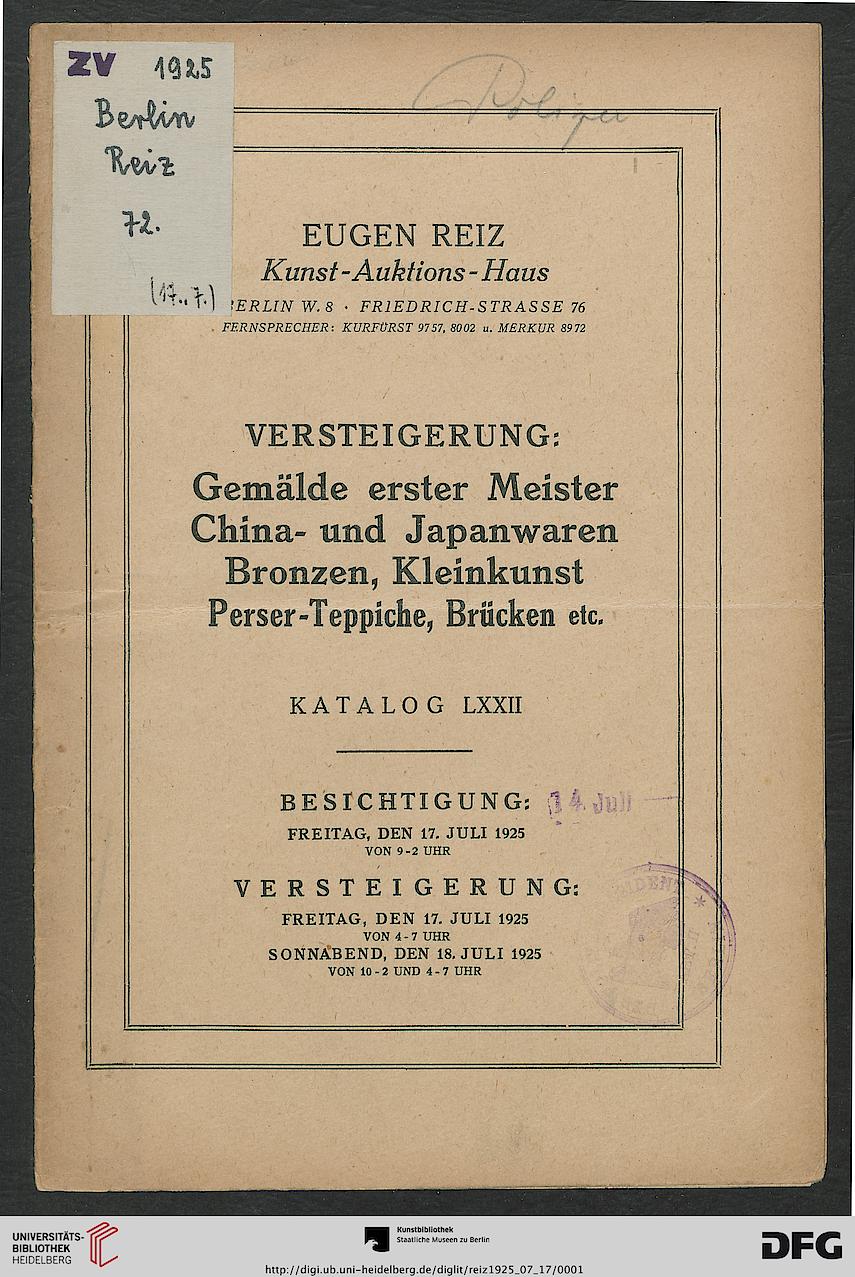 ZV 1925
Berlin
Reiz
72.
(17..7.)
EUGEN REIZ
Kunst-Auktions-Haus
BERLIN W. 8 · FRIEDRICH-STRASSE 76
FERNSPRECHER: KURFÜRST 9757, 8002 u. MERKUR 8972
VERSTEIGERUNG:
Gemälde erster Meister
China- und Japanwaren
Bronzen, Kleinkunst
Perser-Teppiche, Brücken etc.
KATALOG LXXII
BESICHTIGUNG: 14. Juli
FREITAG, DEN 17. JULI 1925
VON 9-2 UHR
VERSTEIGERUNG:
FREITAG, DEN 17. JULI 1925
VON 4-7 UHR
SONNABEND, DEN 18. JULI 1925
VON 10-2 UND 4-7 UHR
UNIVERSITÄTS-
BIBLIOTHEK
HEIDELBERG
Kunstbibliothek
Staatliche Museen zu Berlin
DFG
http://digi.ub.uni-heidelberg.de/diglit/reiz1925_07_17/0001